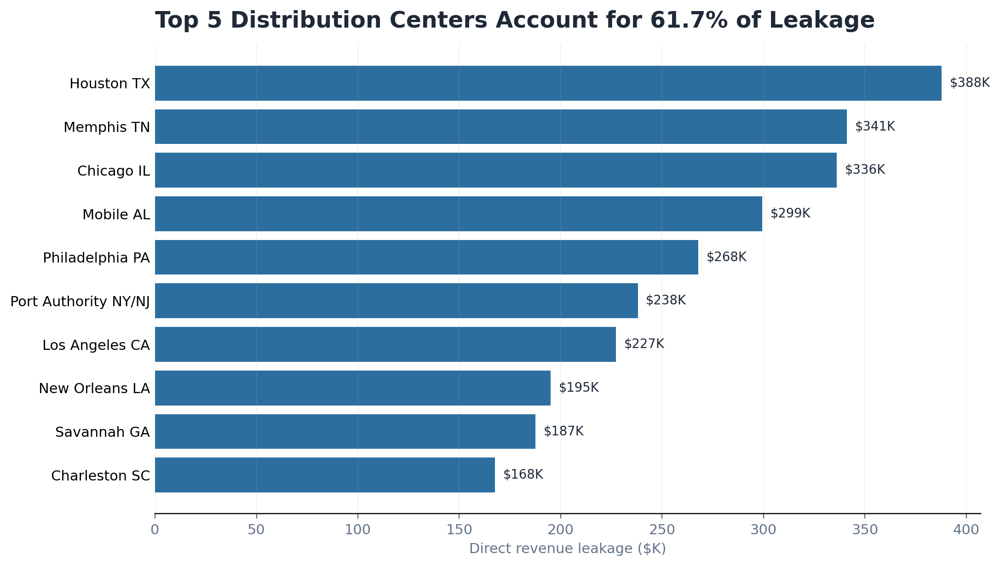 Top 5 Distribution Centers Account for 61.7% of Leakage
Houston TX $388K
Memphis TN $341K
Chicago IL $336K
Mobile AL $299K
Philadelphia PA $268K
Port Authority NY/NJ $238K
Los Angeles CA $227K
New Orleans LA $195K
Savannah GA $187K
Charleston SC $168K
0 50 100 150 200 250 300 350 400
Direct revenue leakage ($K)